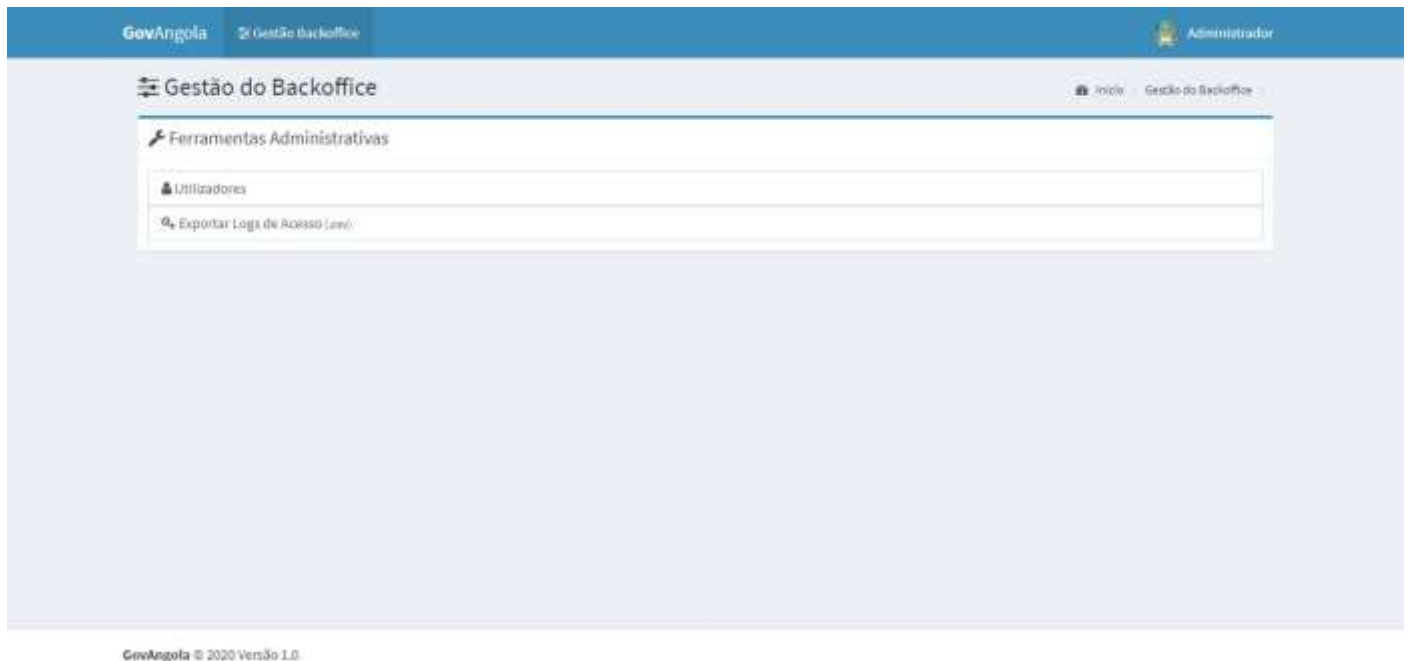 GovAngola
Gestão Backoffice
Administrador
Gestão do Backoffice
Início
Gestão do Backoffice
Ferramentas Administrativas
Utilizadores
Exportar Logs de Acesso
GovAngola © 2020 Versão 1.0